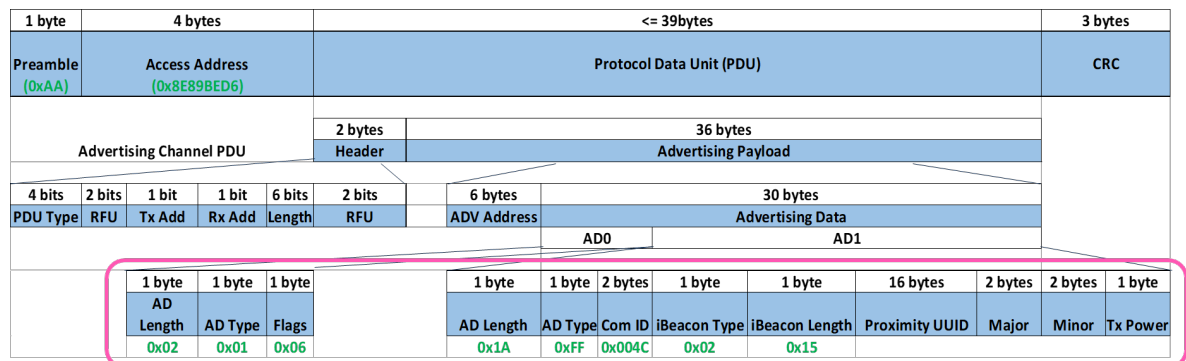 1 byte 4 bytes <= 39bytes 3 bytes
Preamble Access Address Protocol Data Unit (PDU) CRC
(0xAA) (0x8E89BED6)
2 bytes 36 bytes
Advertising Channel PDU Header Advertising Payload
4 bits 2 bits 1 bit 1 bit 6 bits 2 bits 6 bytes 30 bytes
PDU Type RFU Tx Add Rx Add Length RFU ADV Address Advertising Data
AD0 AD1
1 byte 1 byte 1 byte 1 byte 1 byte 2 bytes 1 byte 1 byte 16 bytes 2 bytes 2 bytes 1 byte
AD
Length AD Type Flags AD Length AD Type Com ID iBeacon Type iBeacon Length Proximity UUID Major Minor Tx Power
0x02 0x01 0x06 0x1A 0xFF 0x004C 0x02 0x15